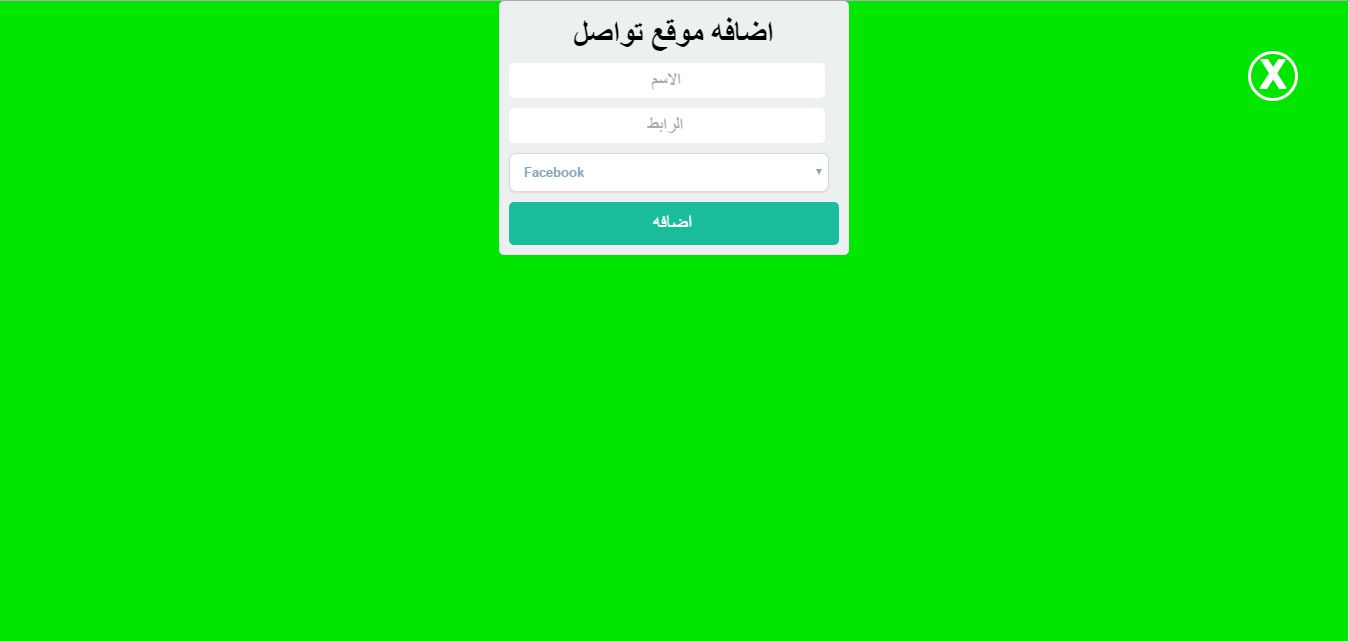 اضافه موقع تواصل
X
الاسم
الرابط
Facebook
اضافه